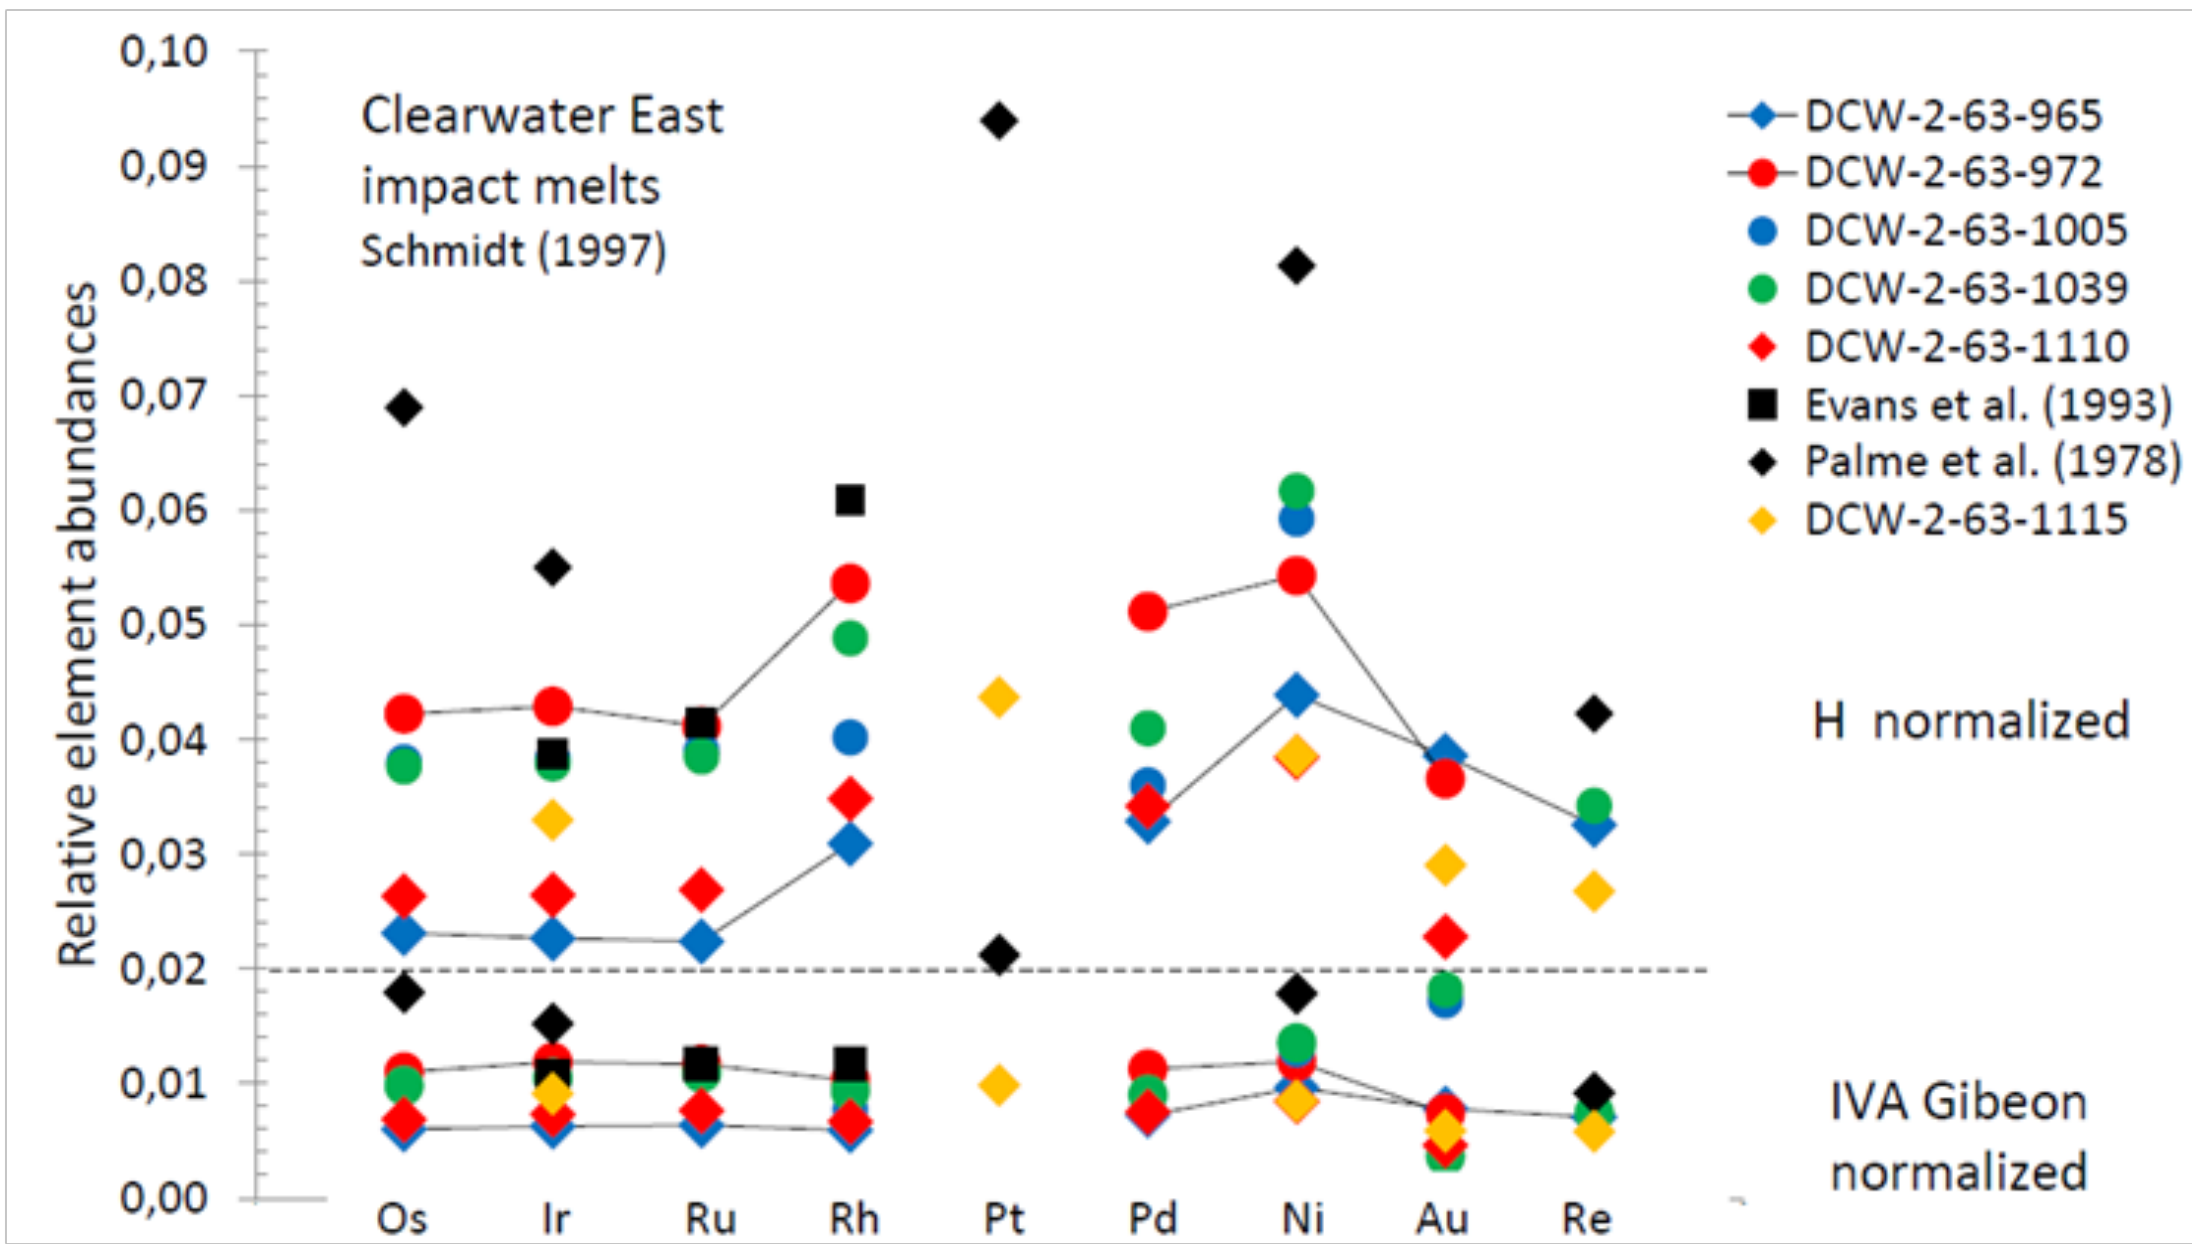 Clearwater East
impact melts
Schmidt (1997)
Relative element abundances
0,10
0,09
0,08
0,07
0,06
0,05
0,04
0,03
0,02
0,01
0,00
Os Ir Ru Rh Pt Pd Ni Au Re
DCW-2-63-965
DCW-2-63-972
DCW-2-63-1005
DCW-2-63-1039
DCW-2-63-1110
Evans et al. (1993)
Palme et al. (1978)
DCW-2-63-1115
H normalized
IVA Gibeon
normalized